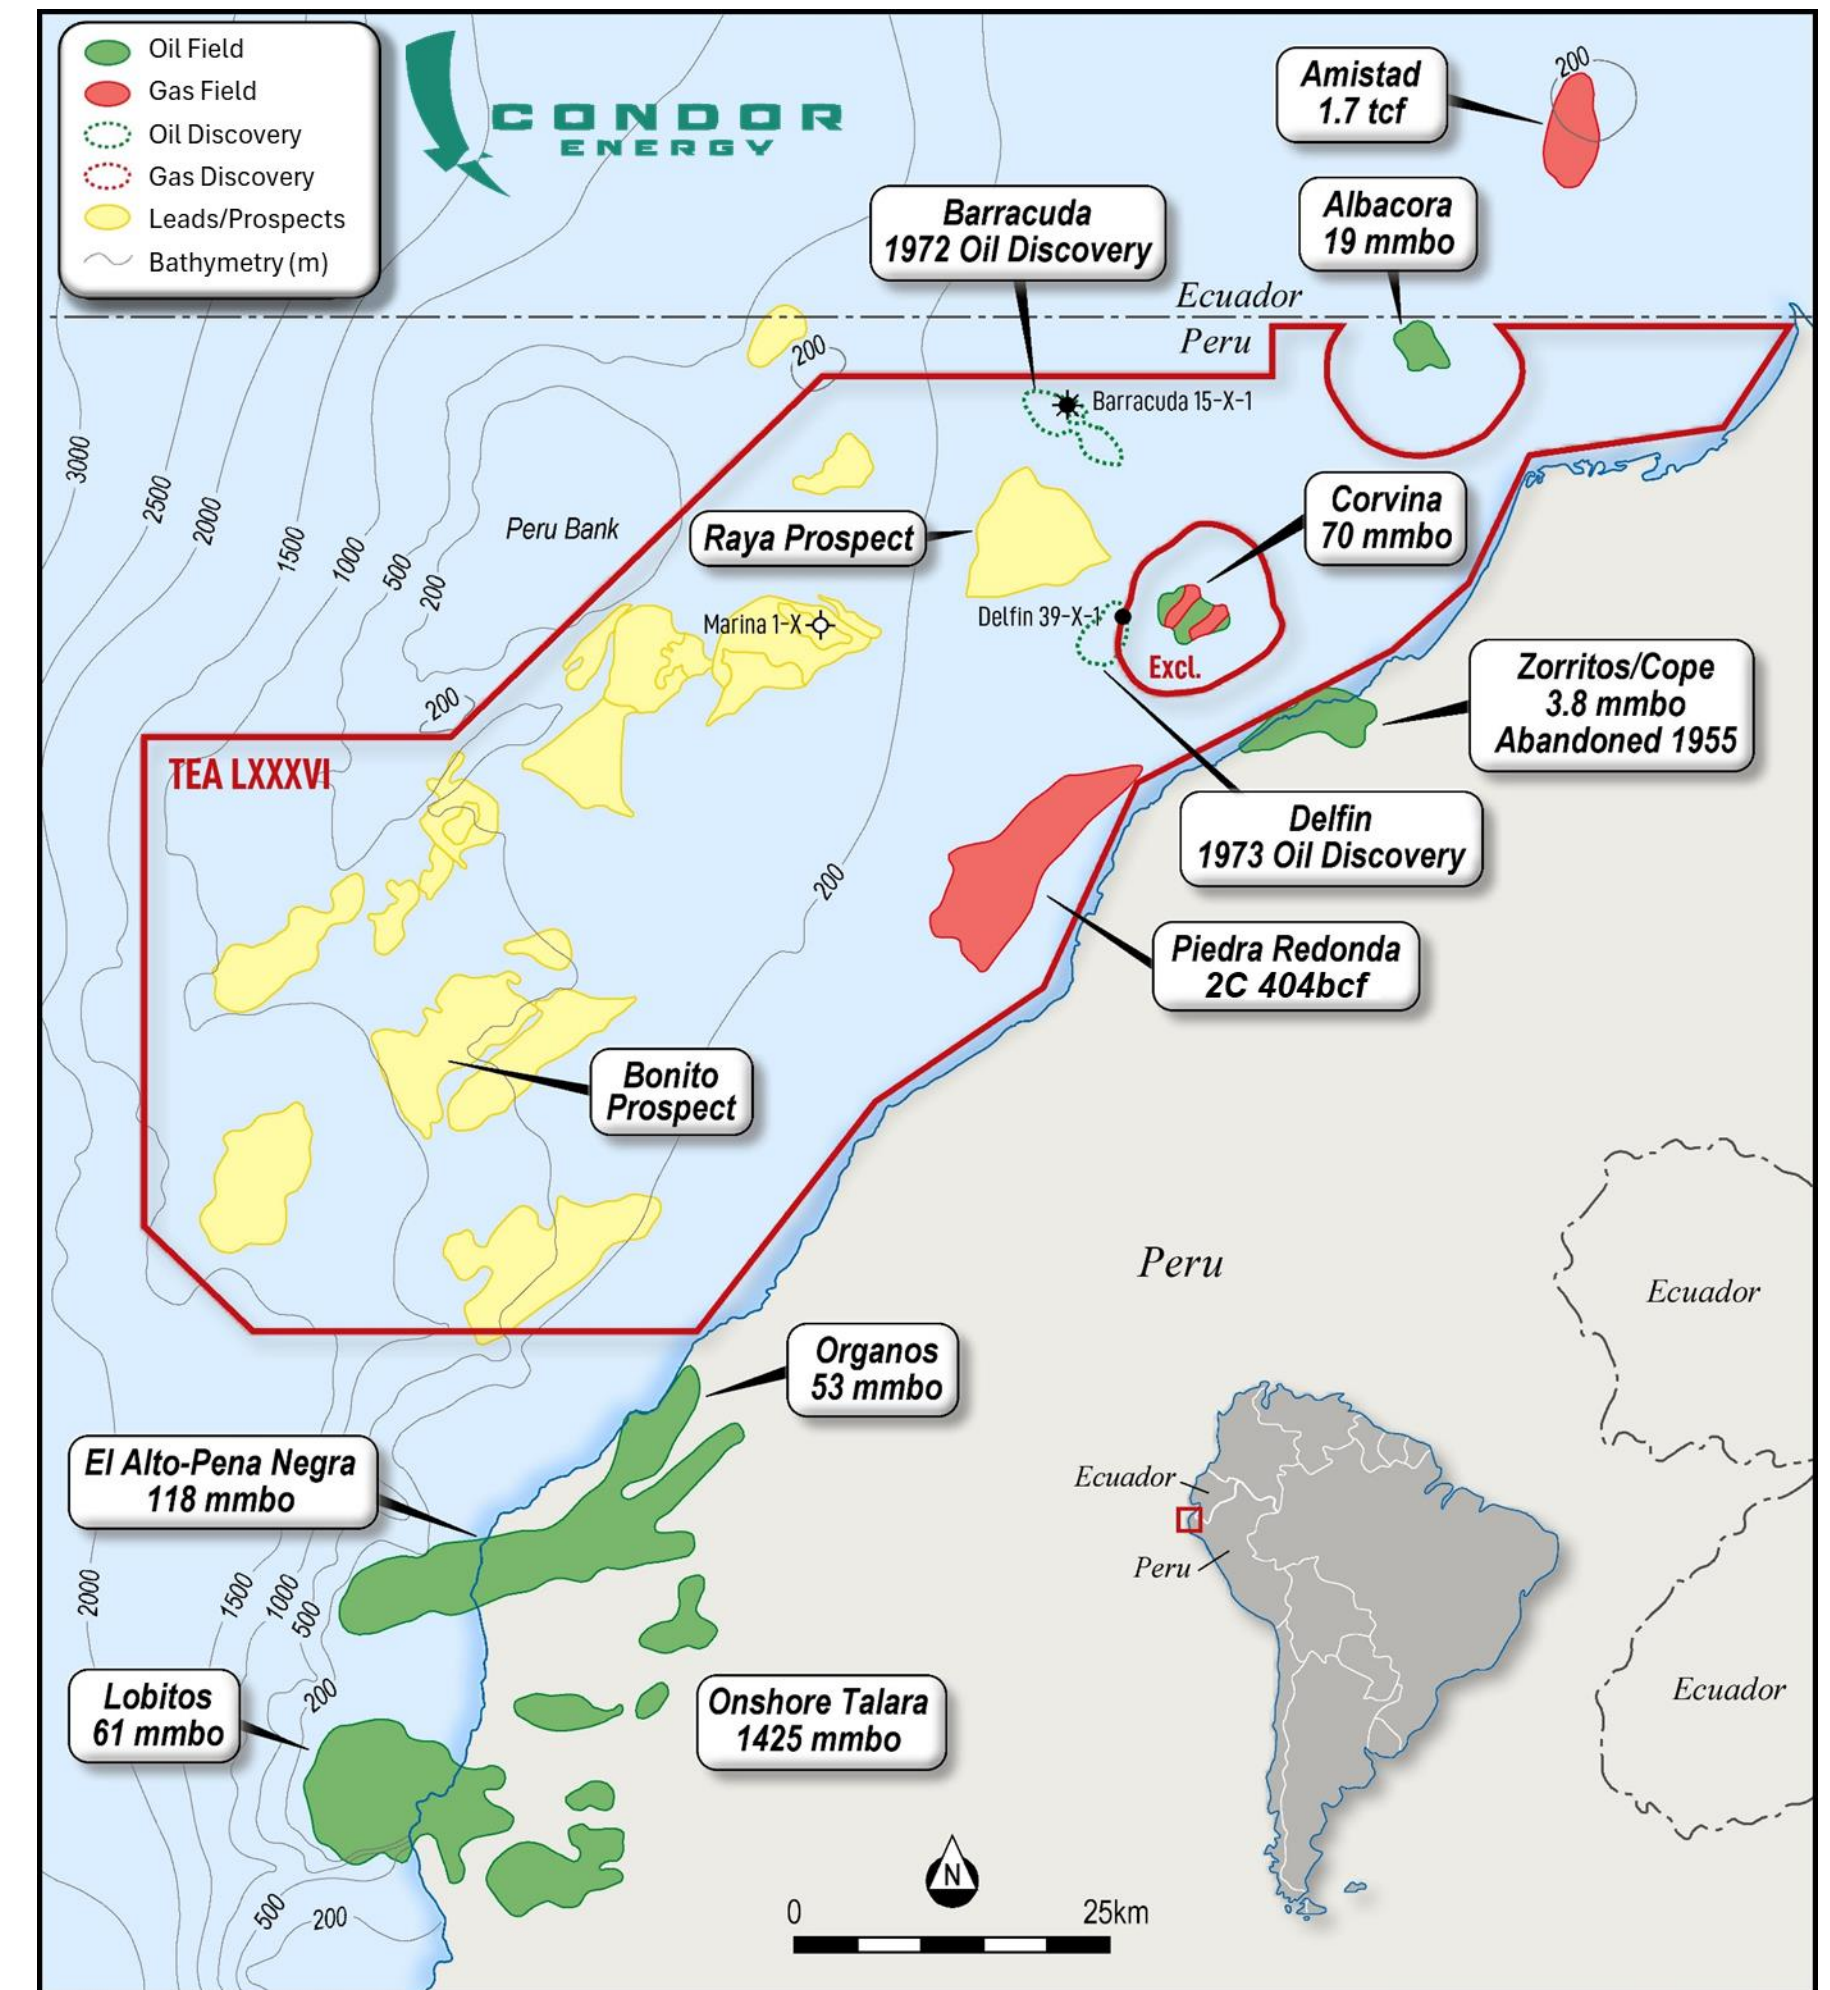 Oil Field
Gas Field
Oil Discovery
Gas Discovery
Leads/Prospects
Bathymetry (m)
CONDOR
ENERGY
200
Amistad
1.7 tcf
Barracuda
1972 Oil Discovery
Albacora
19 mmbo
Ecuador
Peru
200
Barracuda 15-X-1
3000
2500
2000
1500
1000
500
200
Peru Bank
Raya Prospect
Corvina
70 mmbo
Marina 1-X
Delfin 39-X-1
Excl.
200
Zorritos/Cope
3.8 mmbo
Abandoned 1955
TEA LXXXVI
Delfin
1973 Oil Discovery
200
Piedra Redonda
2C 404bcf
Bonito
Prospect
Peru
Ecuador
Organos
53 mmbo
El Alto-Pena Negra
118 mmbo
Ecuador
Peru
2000
1500
1000
500
200
Lobitos
61 mmbo
Onshore Talara
1425 mmbo
Ecuador
500
200
N
0
25km